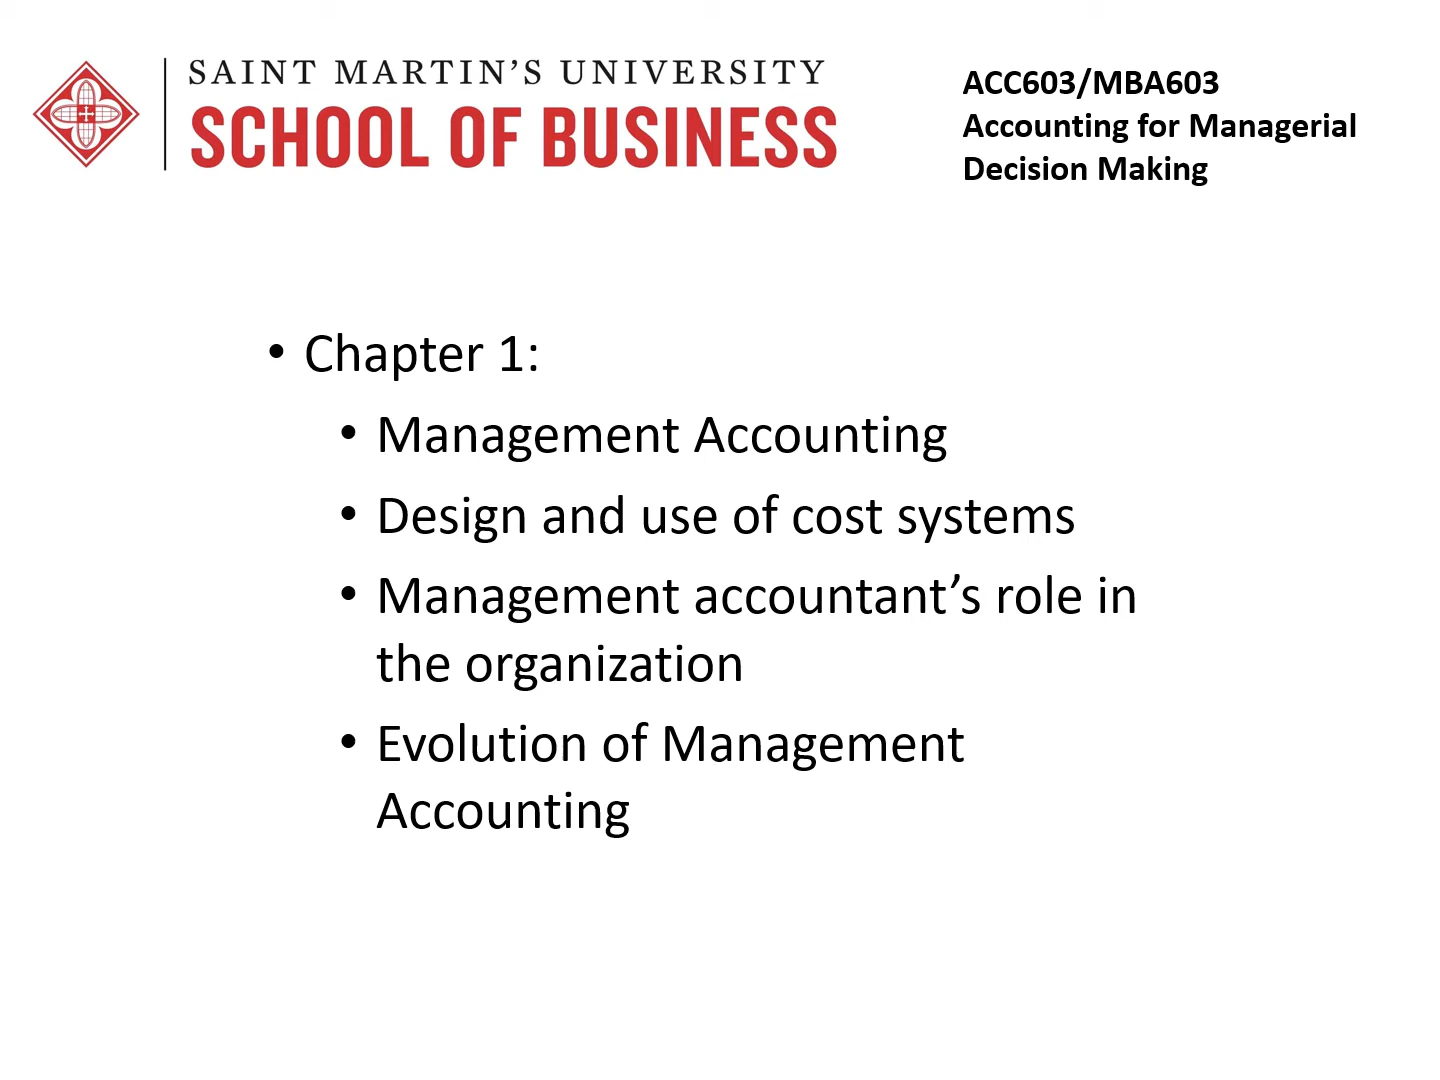 SAINT MARTIN'S UNIVERSITY
SCHOOL OF BUSINESS
ACC603/MBA603
Accounting for Managerial
Decision Making
• Chapter 1:
• Management Accounting
• Design and use of cost systems
• Management accountant’s role in
the organization
• Evolution of Management
Accounting